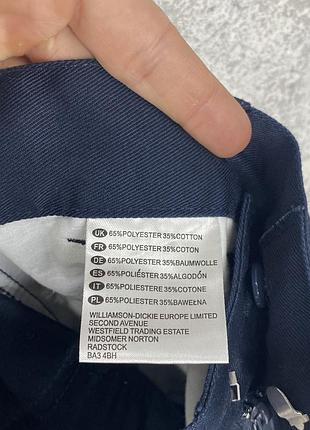 UK 65%POLYESTER 35%COTTON
FR 65%POLYESTER 35%COTON
DE 65%POLYESTER 35%BAUMWOLLE
ES 65%POLIÉSTER 35%ALGODÓN
IT 65%POLIESTERE 35%COTONE
PL 65%POLIESTER 35%BAWEŁNA
WILLIAMSON-DICKIE EUROPE LIMITED
SECOND AVENUE
WESTFIELD TRADING ESTATE
MIDSOMER NORTON
RADSTOCK
BA3 4BH